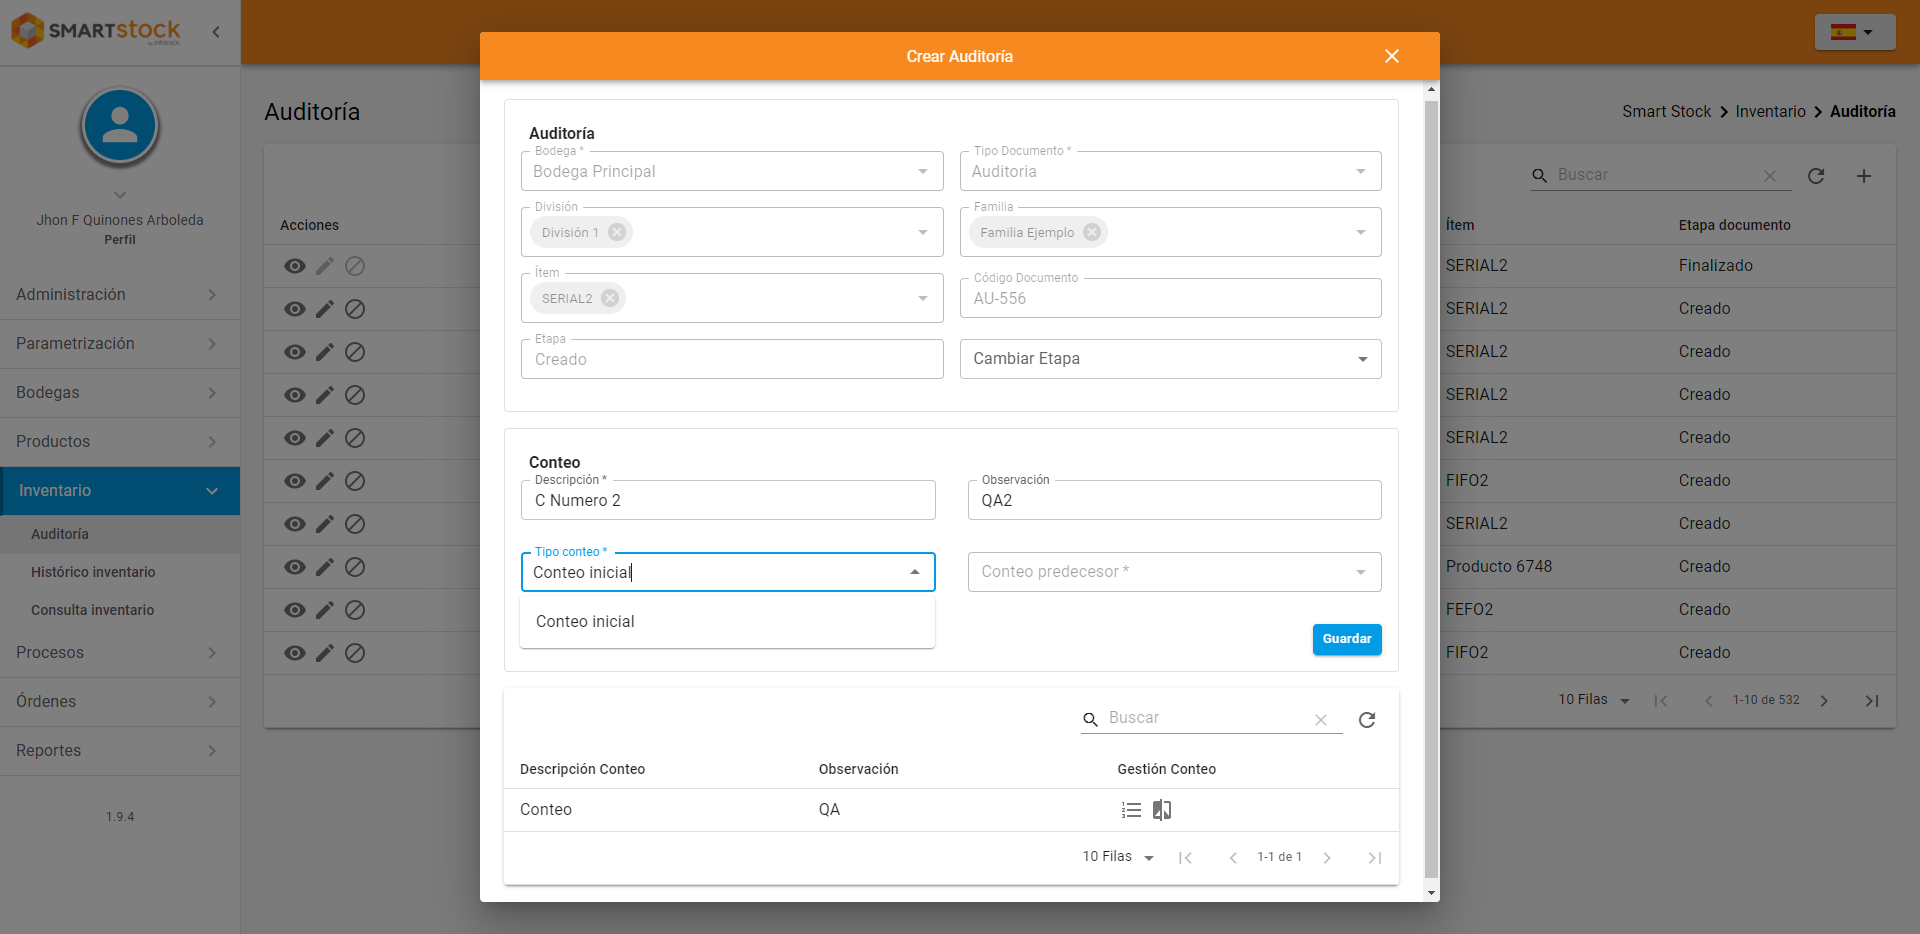 SMARTstock
by infotrack
Jhon F Quinones Arboleda
Perfil
Administración
Parametrización
Bodegas
Productos
Inventario
Auditoría
Histórico inventario
Consulta inventario
Procesos
Órdenes
Reportes
1.9.4
Auditoría
Smart Stock > Inventario > Auditoría
Buscar
Acciones
Ítem Etapa documento
SERIAL2 Finalizado
SERIAL2 Creado
SERIAL2 Creado
SERIAL2 Creado
SERIAL2 Creado
FIFO2 Creado
SERIAL2 Creado
Producto 6748 Creado
FEFO2 Creado
FIFO2 Creado
10 Filas 1-10 de 532
Crear Auditoría
Auditoría
Bodega * Tipo Documento *
Bodega Principal Auditoria
División Familia
División 1 Familia Ejemplo
Ítem Código Documento
SERIAL2 AU-556
Etapa
Creado Cambiar Etapa
Conteo
Descripción * Observación
C Numero 2 QA2
Tipo conteo *
Conteo inicial Conteo predecesor *
Conteo inicial
Guardar
Buscar
Descripción Conteo Observación Gestión Conteo
Conteo QA
10 Filas 1-1 de 1